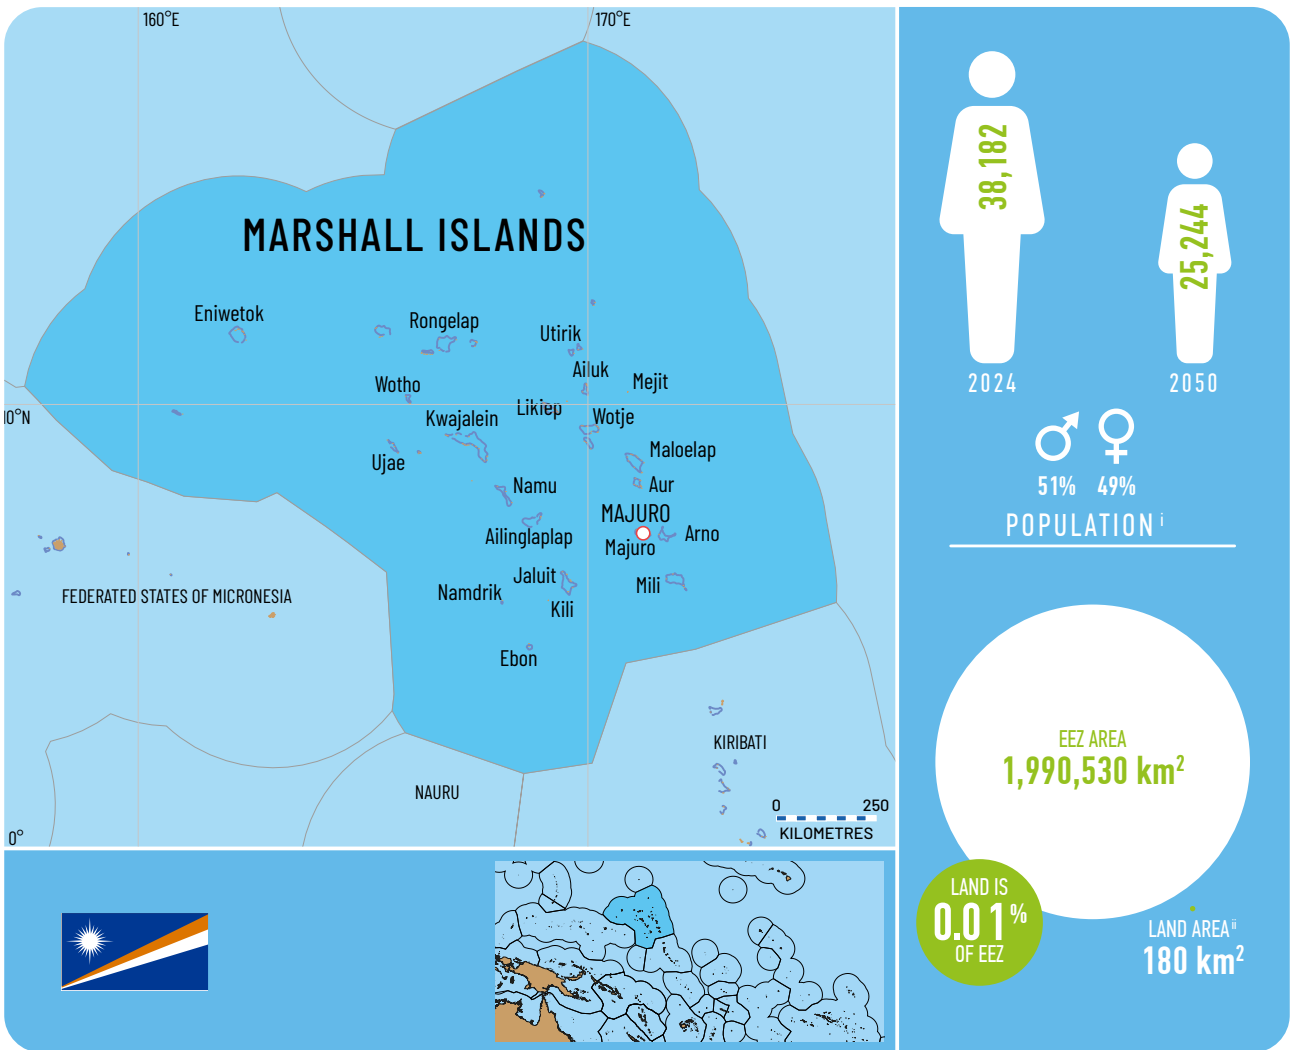 160°E
170°E
MARSHALL ISLANDS
Eniwetok
Rongelap
Utirik
Ailuk
Mejit
Wotho
Likiep
10°N
Kwajalein
Wotje
Ujae
Maloelap
Namu
Aur
MAJURO
Ailinglaplap
Arno
Majuro
Jaluit
Mili
Namdrik
Kili
FEDERATED STATES OF MICRONESIA
Ebon
KIRIBATI
NAURU
0 250
KILOMETRES
0°
38,182
25,244
2024
2050
51% 49%
POPULATION i
EEZ AREA
1,990,530 km²
LAND IS
0.01%
OF EEZ
LAND AREA ii
180 km²